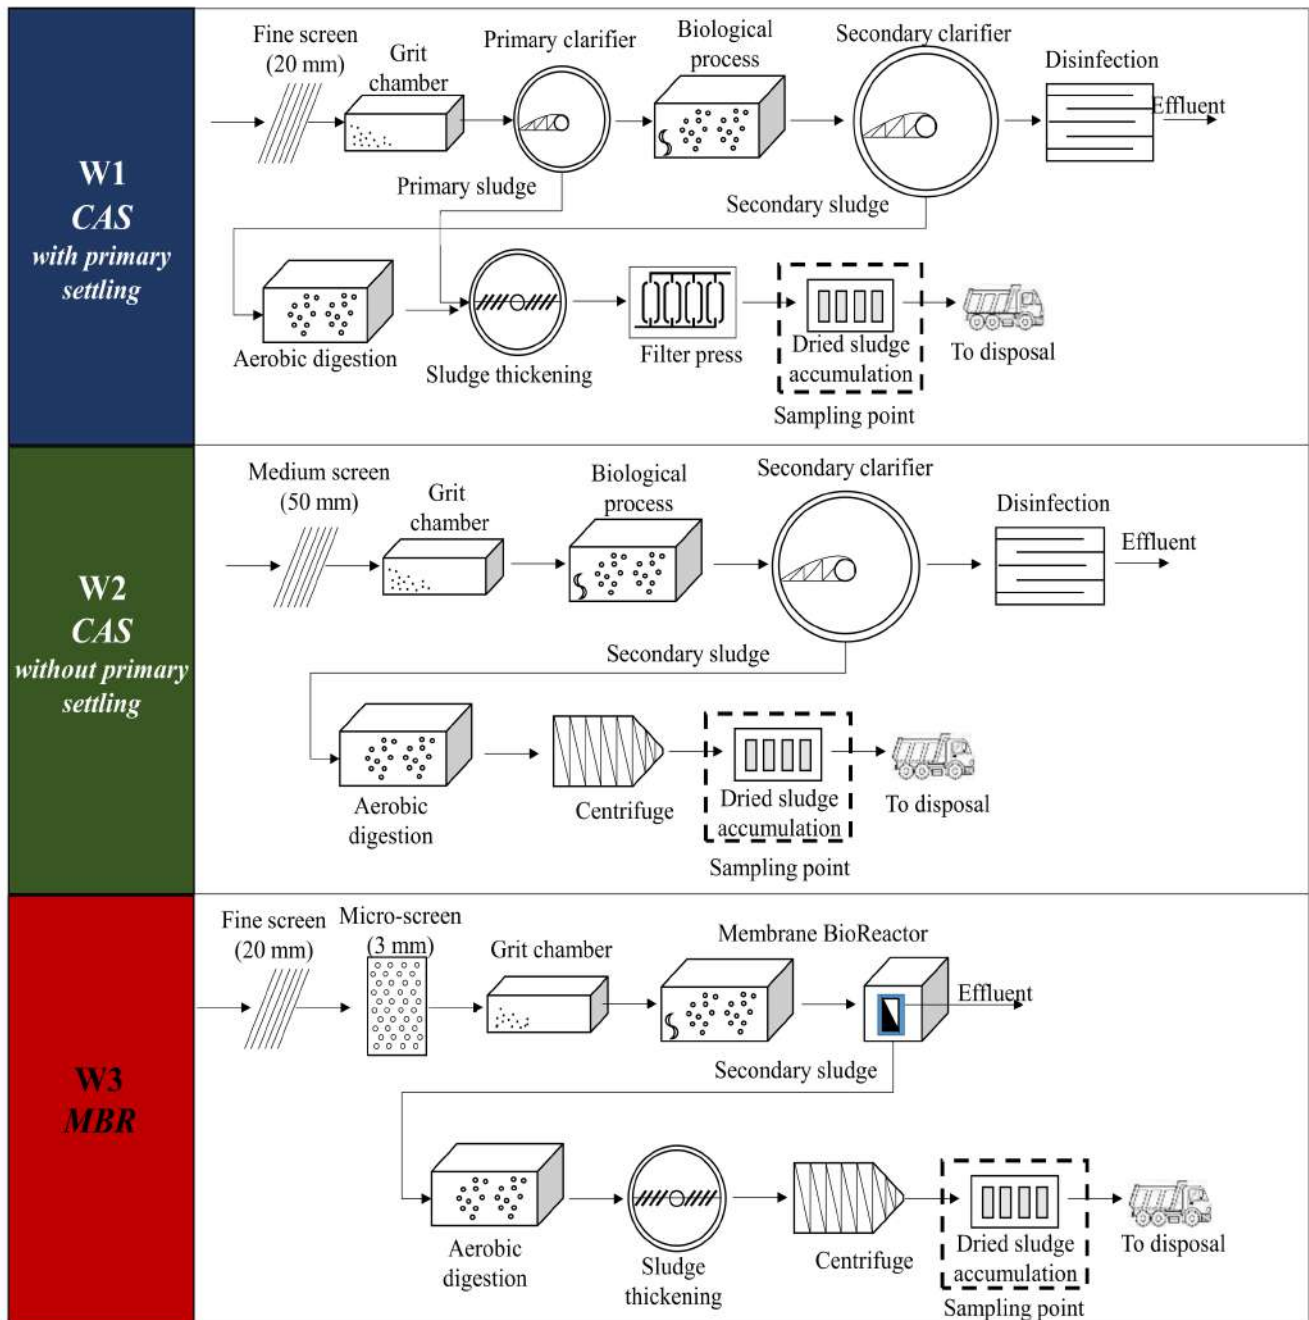 W1
CAS
with primary
settling
Fine screen
(20 mm)
Grit
chamber
Primary clarifier
Biological
process
Secondary clarifier
Disinfection
Effluent
Primary sludge
Secondary sludge
Aerobic digestion
Sludge thickening
Filter press
Dried sludge
accumulation
Sampling point
To disposal
W2
CAS
without primary
settling
Medium screen
(50 mm)
Grit
chamber
Biological
process
Secondary clarifier
Disinfection
Effluent
Secondary sludge
Aerobic
digestion
Centrifuge
Dried sludge
accumulation
Sampling point
To disposal
W3
MBR
Fine screen
(20 mm)
Micro-screen
(3 mm)
Grit chamber
Membrane BioReactor
Effluent
Secondary sludge
Aerobic
digestion
Sludge
thickening
Centrifuge
Dried sludge
accumulation
Sampling point
To disposal